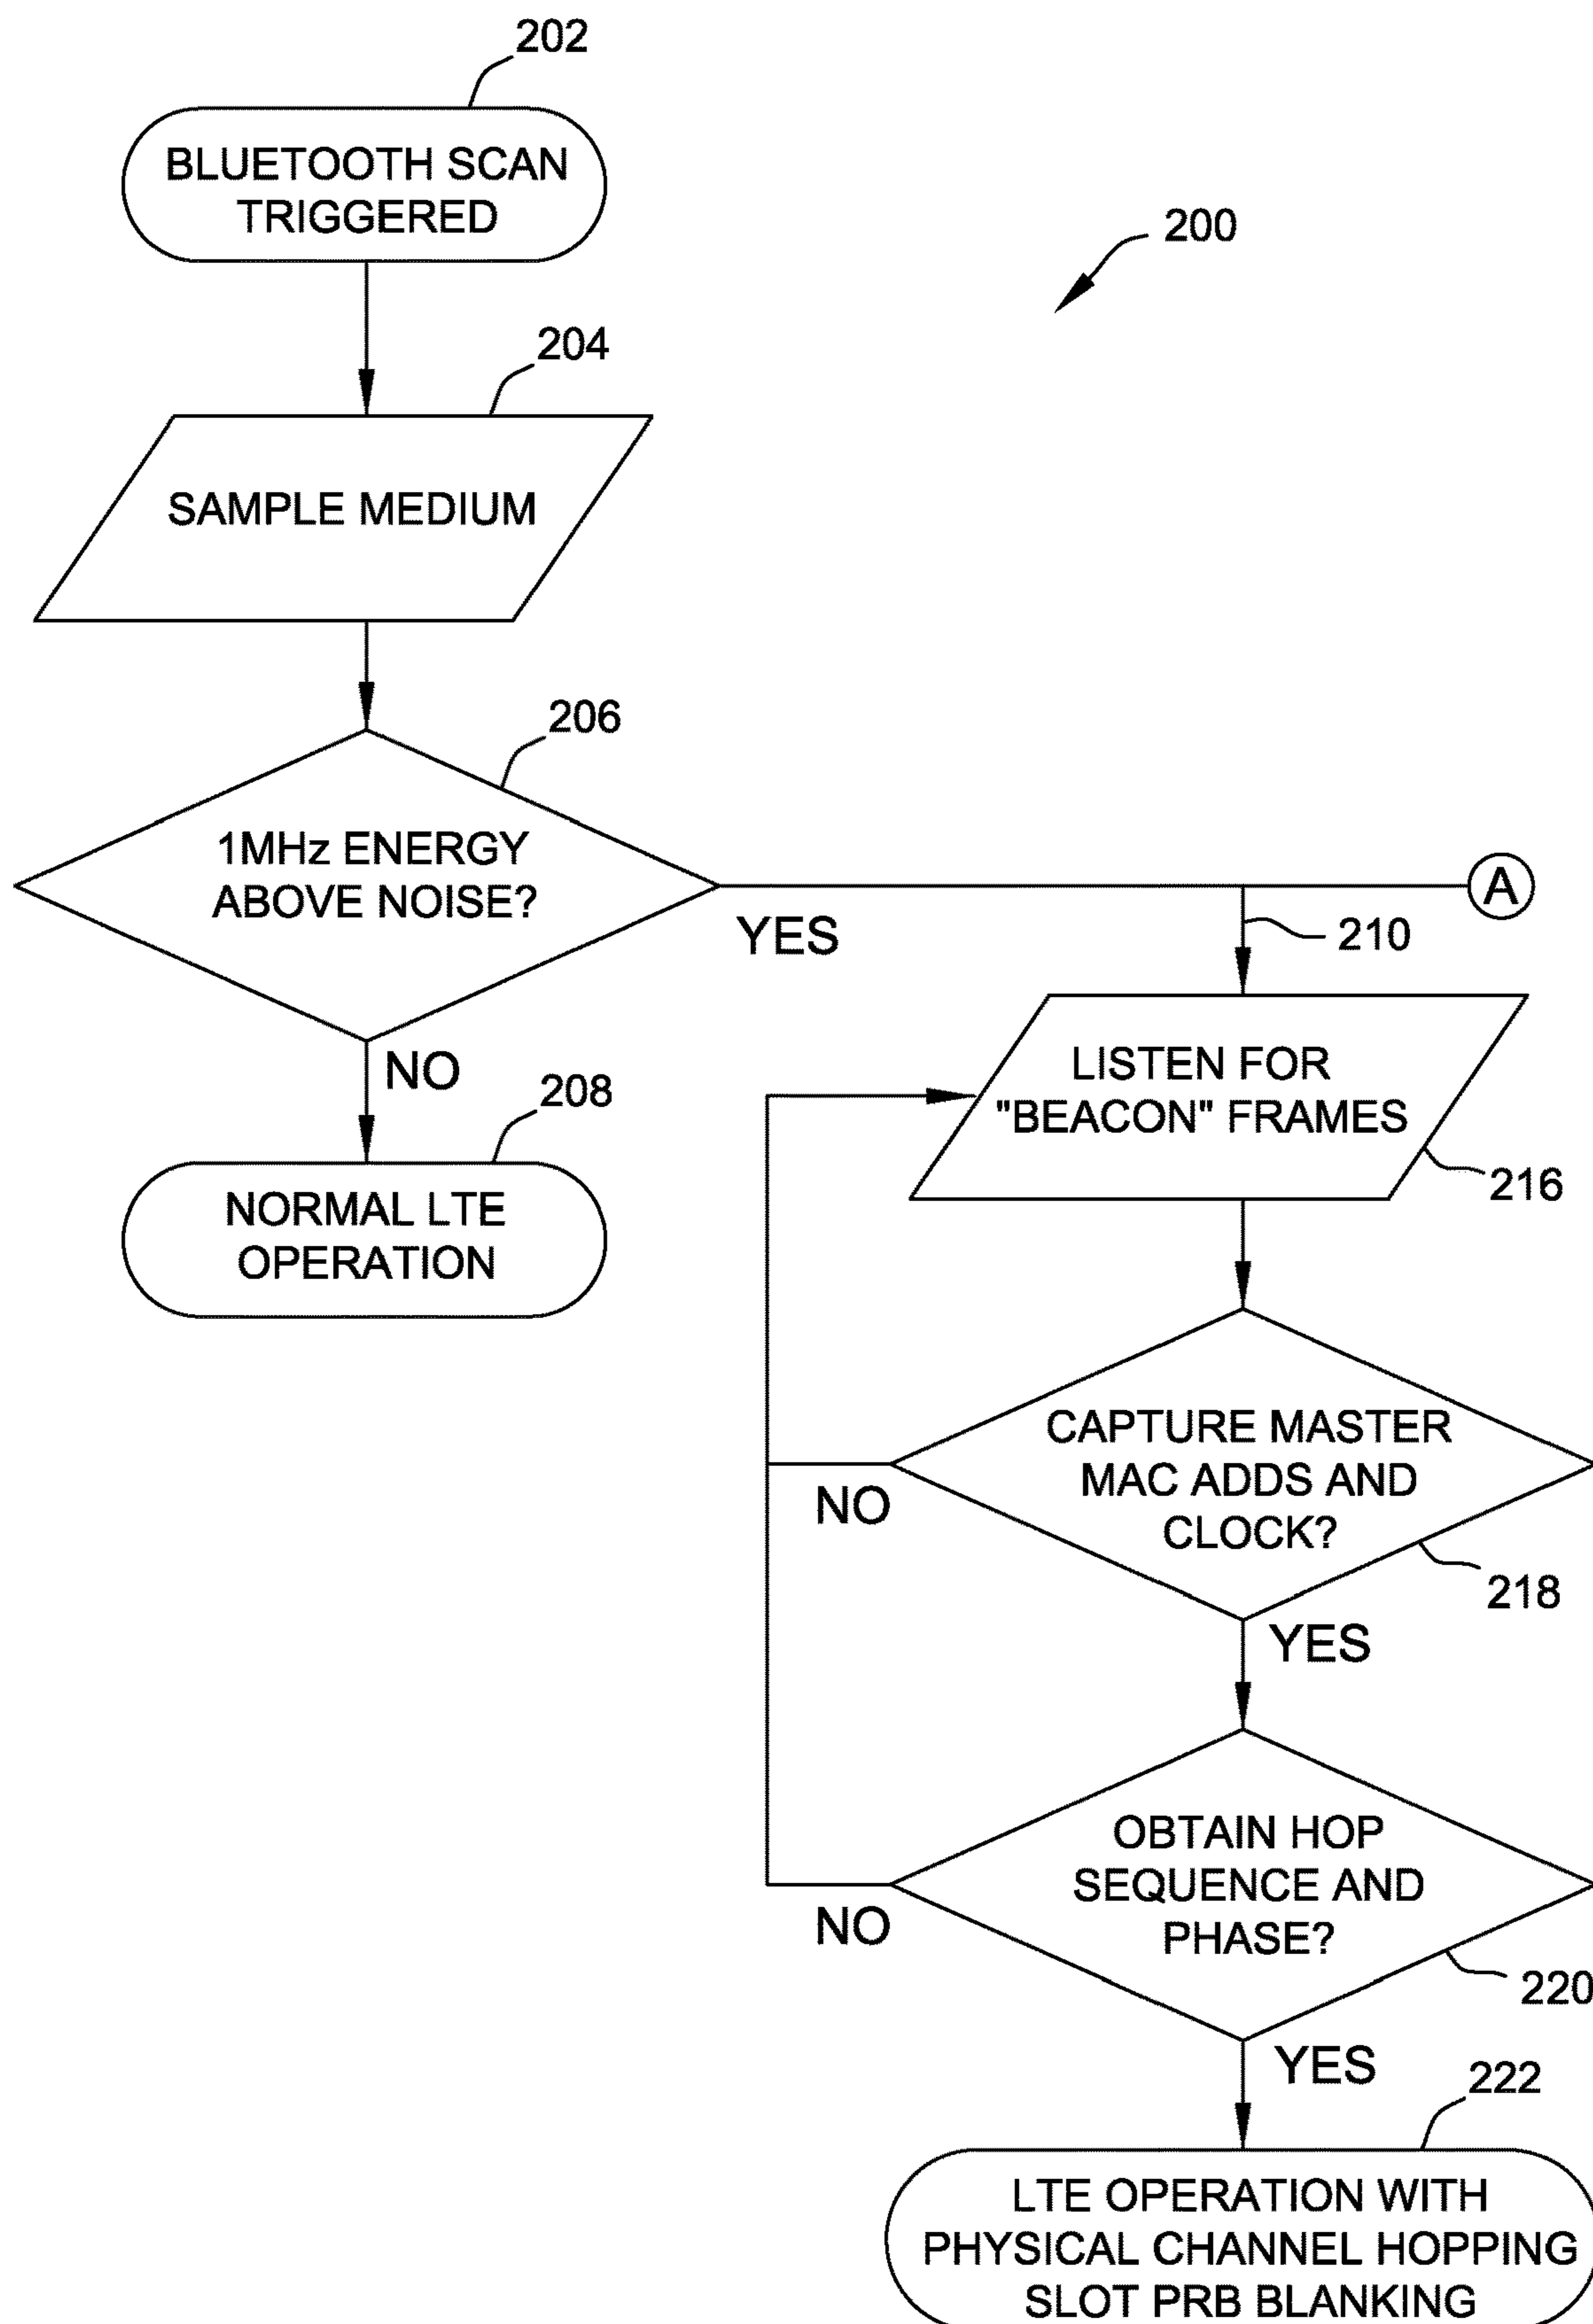 202
BLUETOOTH SCAN
TRIGGERED
200
204
SAMPLE MEDIUM
206
1MHz ENERGY
ABOVE NOISE?
YES
A
210
NO
208
NORMAL LTE
OPERATION
LISTEN FOR
"BEACON" FRAMES
216
CAPTURE MASTER
MAC ADDS AND
CLOCK?
NO
218
YES
OBTAIN HOP
SEQUENCE AND
PHASE?
NO
220
YES
222
LTE OPERATION WITH
PHYSICAL CHANNEL HOPPING
SLOT PRB BLANKING